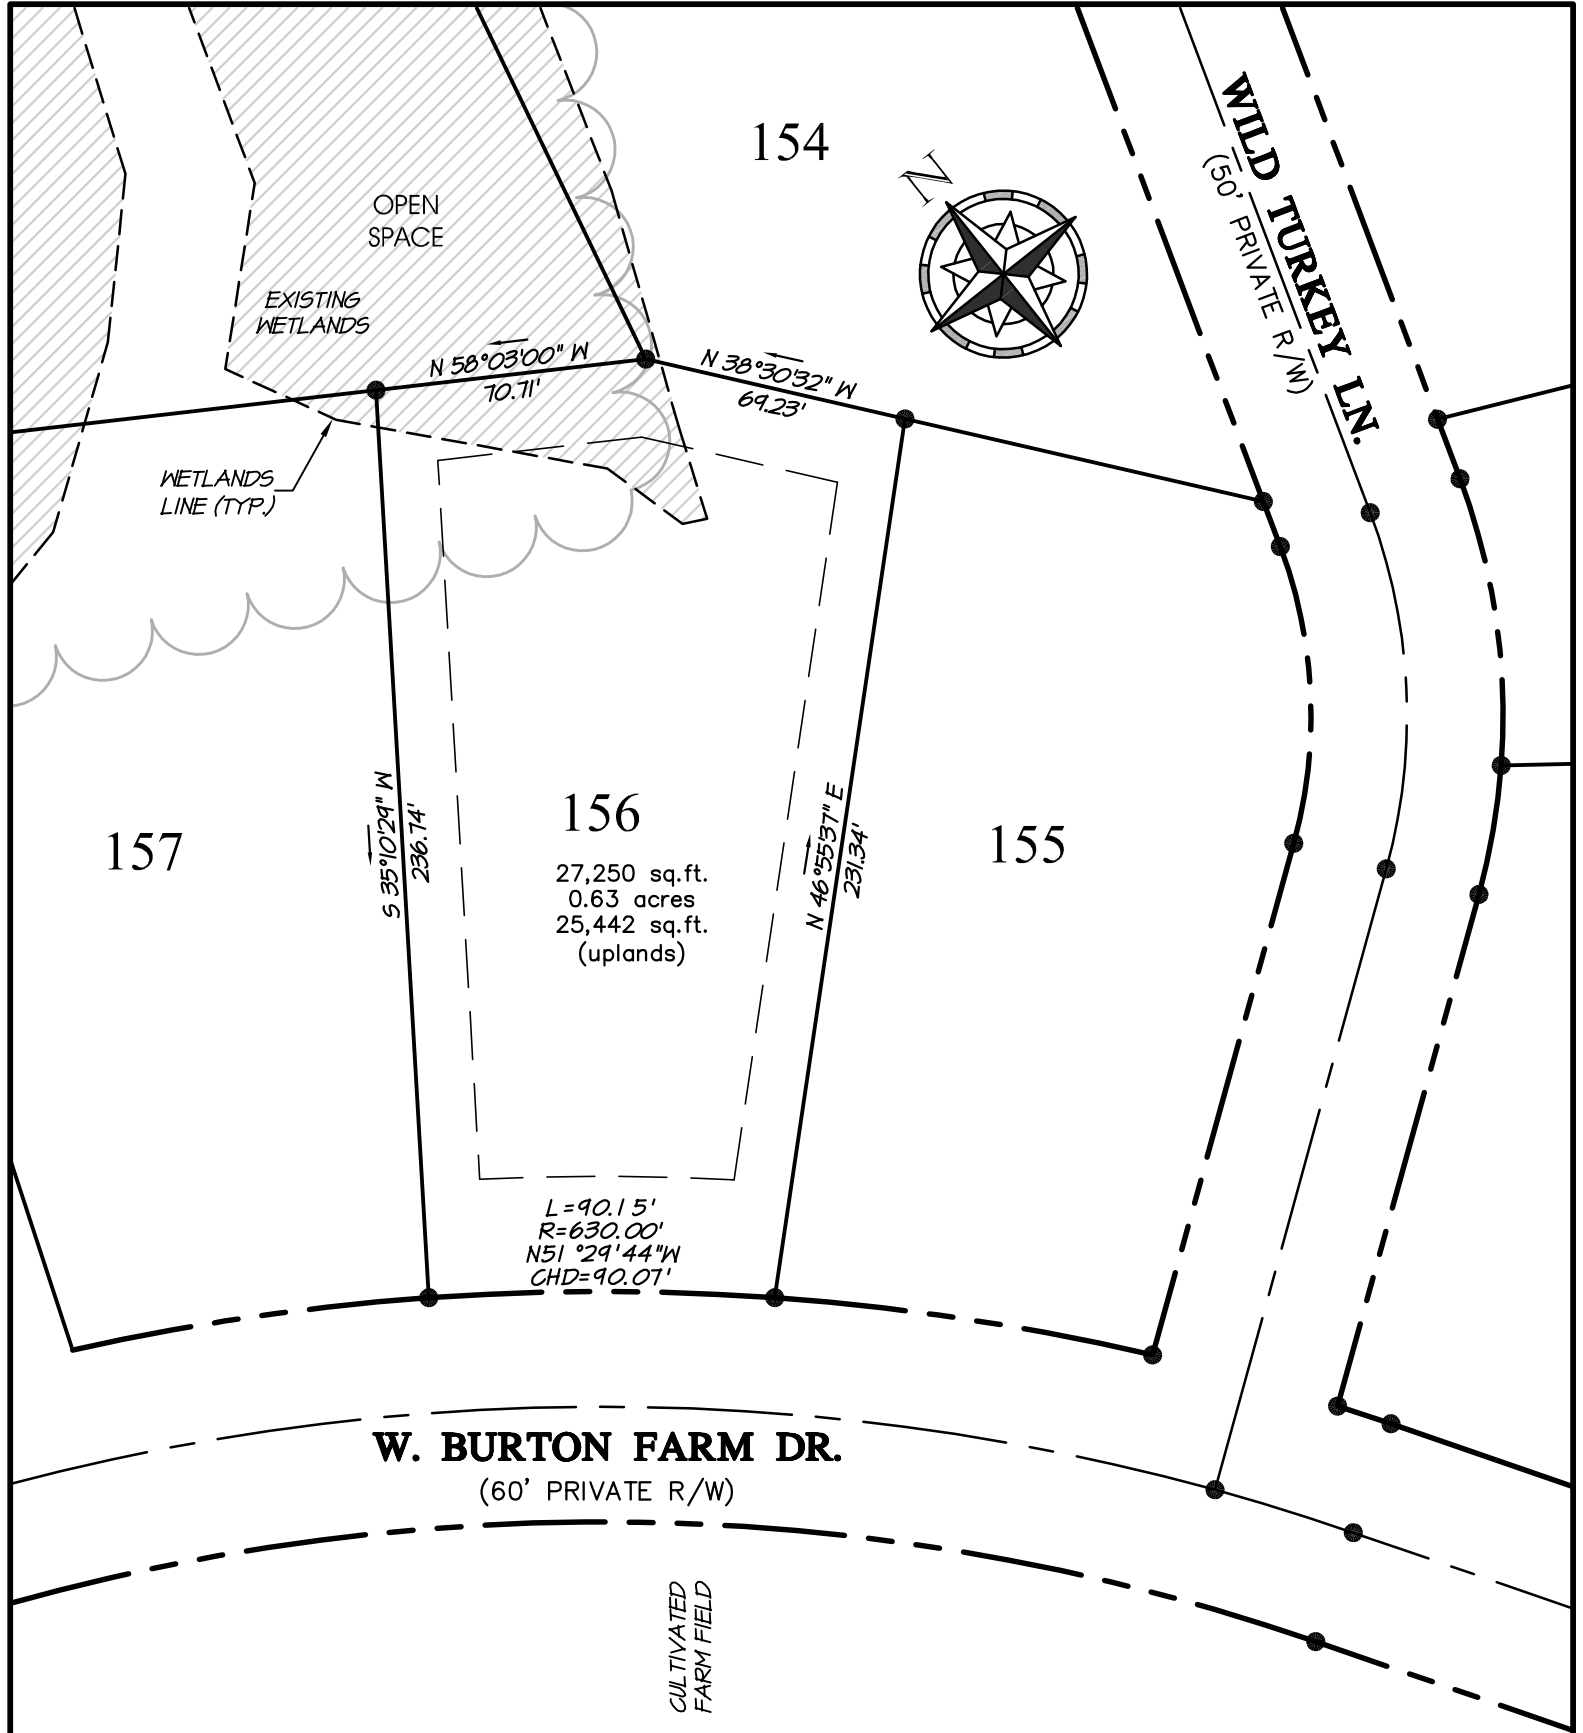 154
N
WILD TURKEY LN.
(50' PRIVATE R/W)
OPEN
SPACE
EXISTING
WETLANDS
N 58°03'00" W
70.71'
N 38°30'32" W
69.23'
WETLANDS
LINE (TYP.)
S 35°10'29" W
236.74'
N 46°55'37" E
231.34'
157
156
27,250 sq.ft.
0.63 acres
25,442 sq.ft.
(uplands)
155
L=90.15'
R=630.00'
N51°29'44"W
CHD=90.07'
W. BURTON FARM DR.
(60' PRIVATE R/W)
CULTIVATED
FARM FIELD